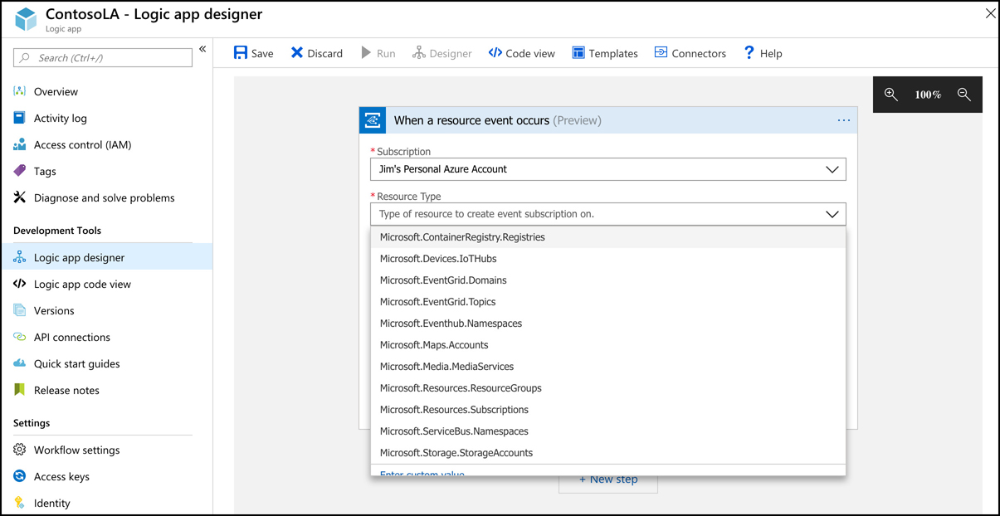 ContosoLA - Logic app designer
Logic app
Search (Ctrl+/)
«
Overview
Activity log
Access control (IAM)
Tags
Diagnose and solve problems
Development Tools
Logic app designer
Logic app code view
Versions
API connections
Quick start guides
Release notes
Settings
Workflow settings
Access keys
Identity
Save Discard Run Designer Code view Templates Connectors Help
100%
When a resource event occurs (Preview) ...
* Subscription
Jim's Personal Azure Account
* Resource Type
Type of resource to create event subscription on.
Microsoft.ContainerRegistry.Registries
Microsoft.Devices.IoTHubs
Microsoft.EventGrid.Domains
Microsoft.EventGrid.Topics
Microsoft.Eventhub.Namespaces
Microsoft.Maps.Accounts
Microsoft.Media.MediaServices
Microsoft.Resources.ResourceGroups
Microsoft.Resources.Subscriptions
Microsoft.ServiceBus.Namespaces
Microsoft.Storage.StorageAccounts
Enter custom value
+ New step